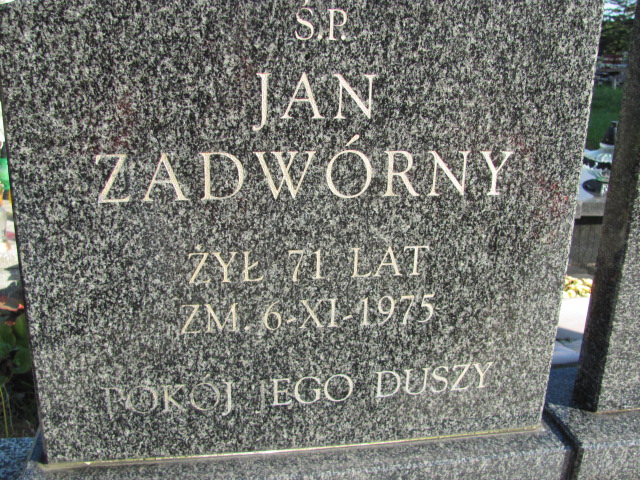 Ś.P.
JAN
ZADWÓRNY
ŻYŁ 71 LAT
ZM. 6-XI-1975
POKÓJ JEGO DUSZY